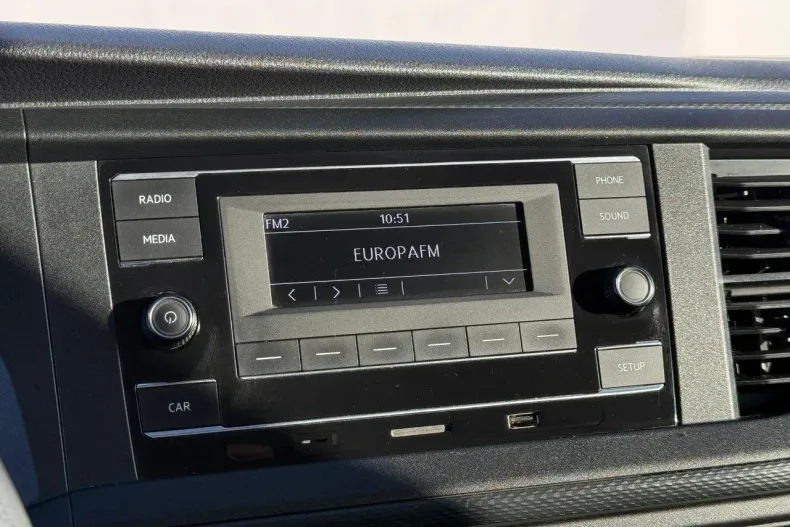 RADIO
MEDIA
FM2
10:51
EUROPAFM
PHONE
SOUND
CAR
SETUP